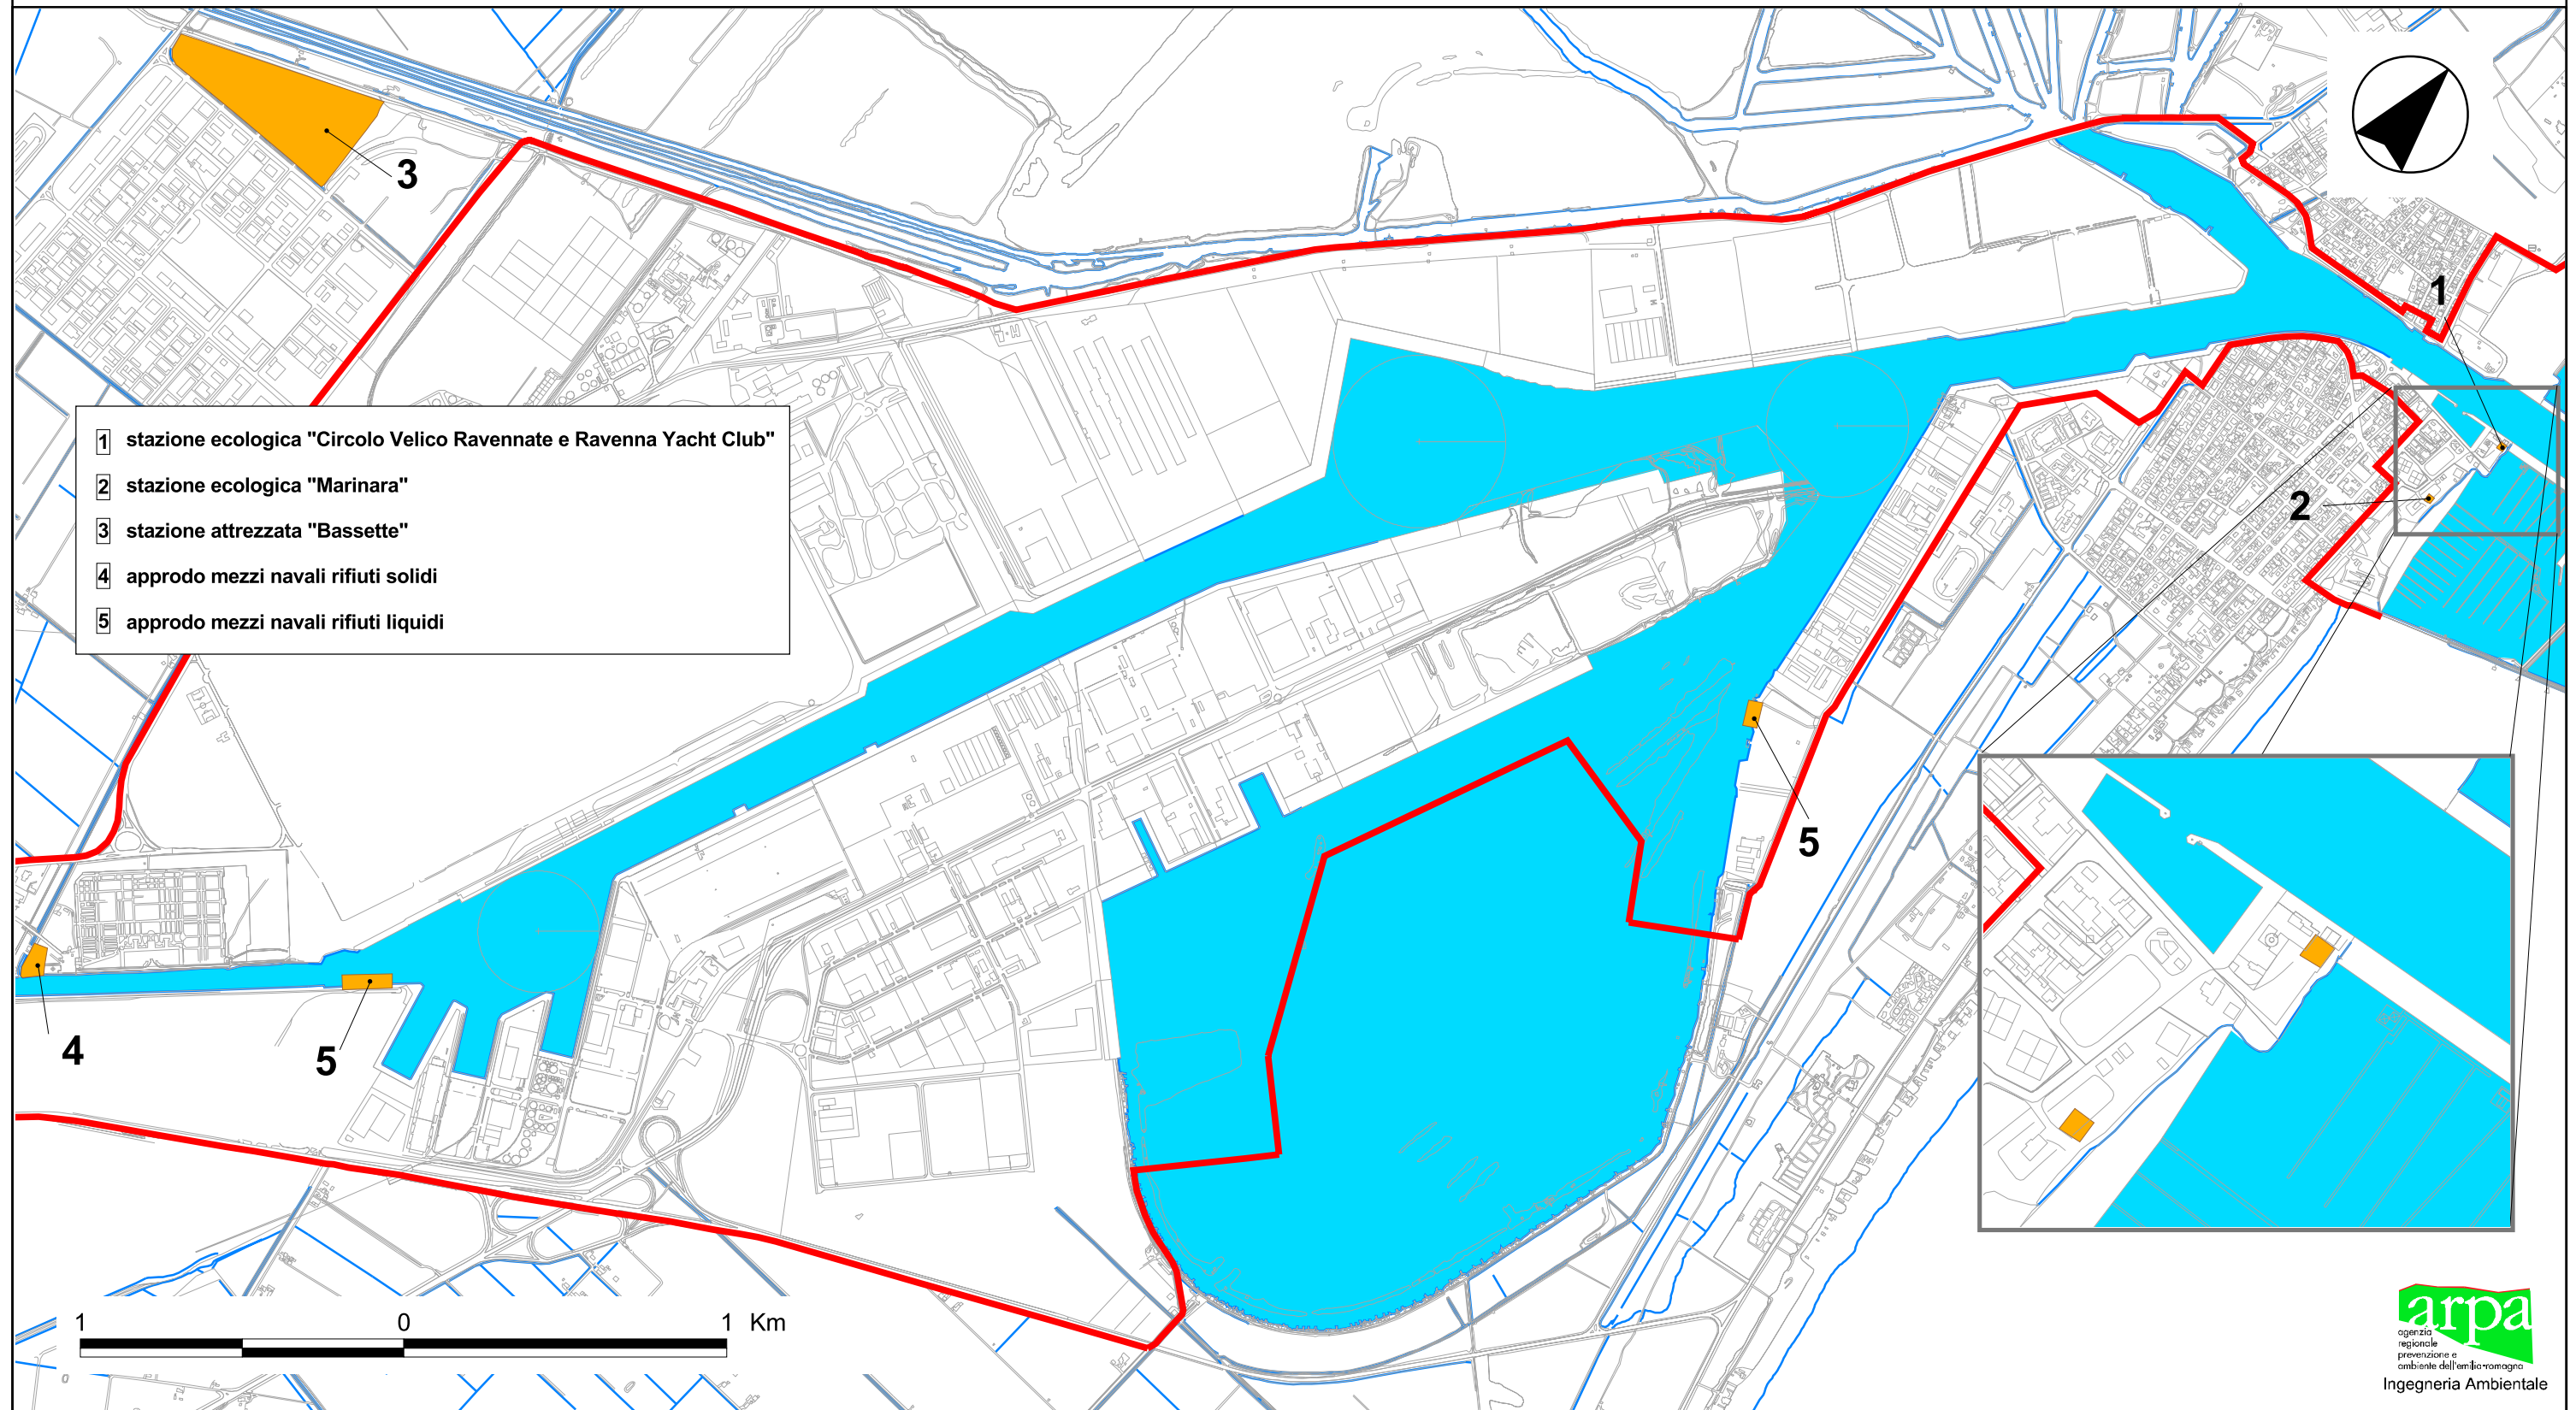 3
1
1 stazione ecologica "Circolo Velico Ravennate e Ravenna Yacht Club"
2 stazione ecologica "Marinara"
3 stazione attrezzata "Bassette"
4 approdo mezzi navali rifiuti solidi
5 approdo mezzi navali rifiuti liquidi
2
5
4
5
1 0 1 Km
arpa
agenzia
regionale
prevenzione e
ambiente dell'emilia-romagna
Ingegneria Ambientale